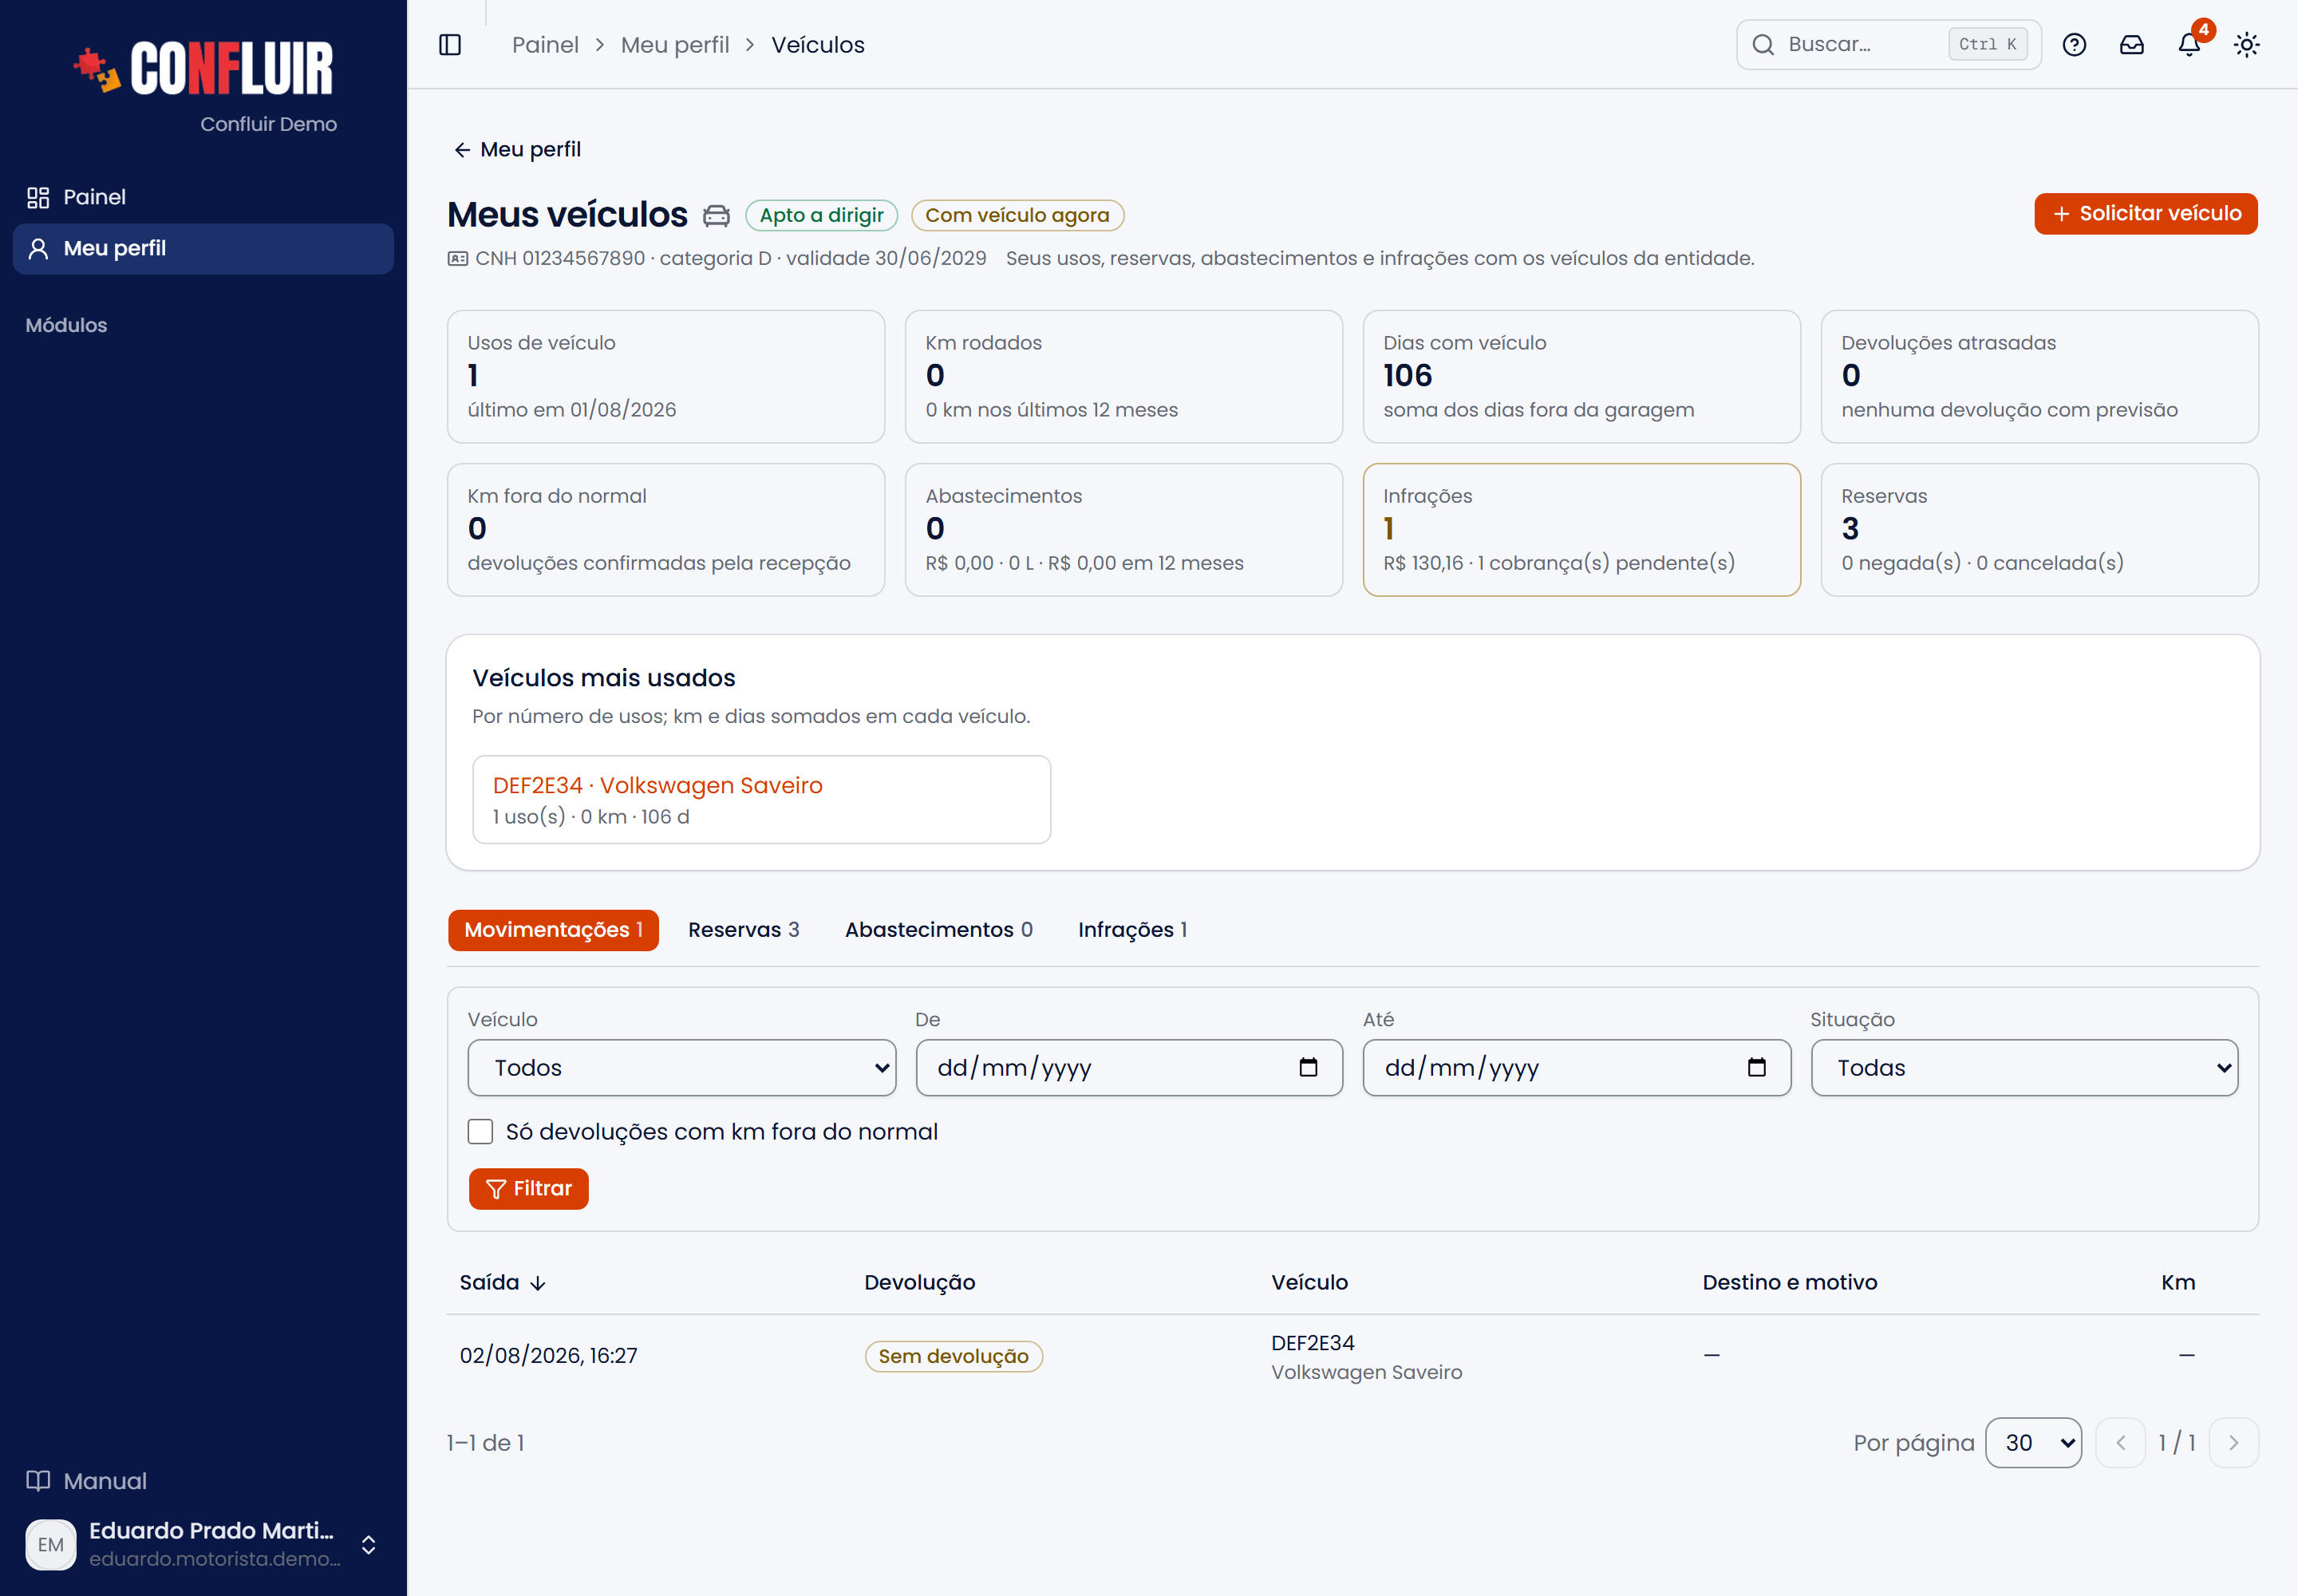 CONFLUIR
Confluir Demo
Painel
Meu perfil
Módulos
Manual
EM
Eduardo Prado Marti...
eduardo.motorista.demo...
Painel > Meu perfil > Veículos
Buscar...
Ctrl K
4
Meu perfil
Meus veículos
Apto a dirigir
Com veículo agora
+ Solicitar veículo
CNH 01234567890 · categoria D · validade 30/06/2029 Seus usos, reservas, abastecimentos e infrações com os veículos da entidade.
Usos de veículo
1
último em 01/08/2026
Km rodados
0
0 km nos últimos 12 meses
Dias com veículo
106
soma dos dias fora da garagem
Devoluções atrasadas
0
nenhuma devolução com previsão
Km fora do normal
0
devoluções confirmadas pela recepção
Abastecimentos
0
R$ 0,00 · 0 L · R$ 0,00 em 12 meses
Infrações
1
R$ 130,16 · 1 cobrança(s) pendente(s)
Reservas
3
0 negada(s) · 0 cancelada(s)
Veículos mais usados
Por número de usos; km e dias somados em cada veículo.
DEF2E34 · Volkswagen Saveiro
1 uso(s) · 0 km · 106 d
Movimentações 1
Reservas 3
Abastecimentos 0
Infrações 1
Veículo
Todos
De
dd/mm/yyyy
Até
dd/mm/yyyy
Situação
Todas
Só devoluções com km fora do normal
Filtrar
Saída ↓ Devolução Veículo Destino e motivo Km
02/08/2026, 16:27
Sem devolução
DEF2E34
Volkswagen Saveiro
—
—
1–1 de 1
Por página
30
1 / 1